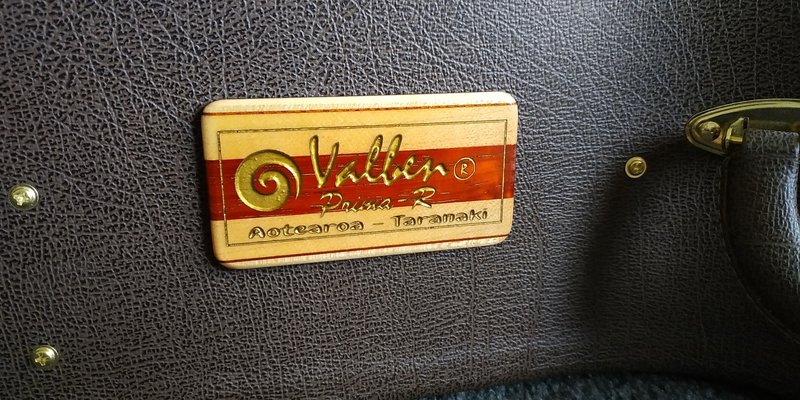 Valben ®
Prima-R
Aotearoa - Taranaki